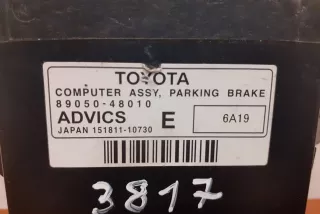 TOYOTA
COMPUTER ASSY, PARKING BRAKE
89050-48010
ADVICS E 6A19
JAPAN 151811-10730
3817